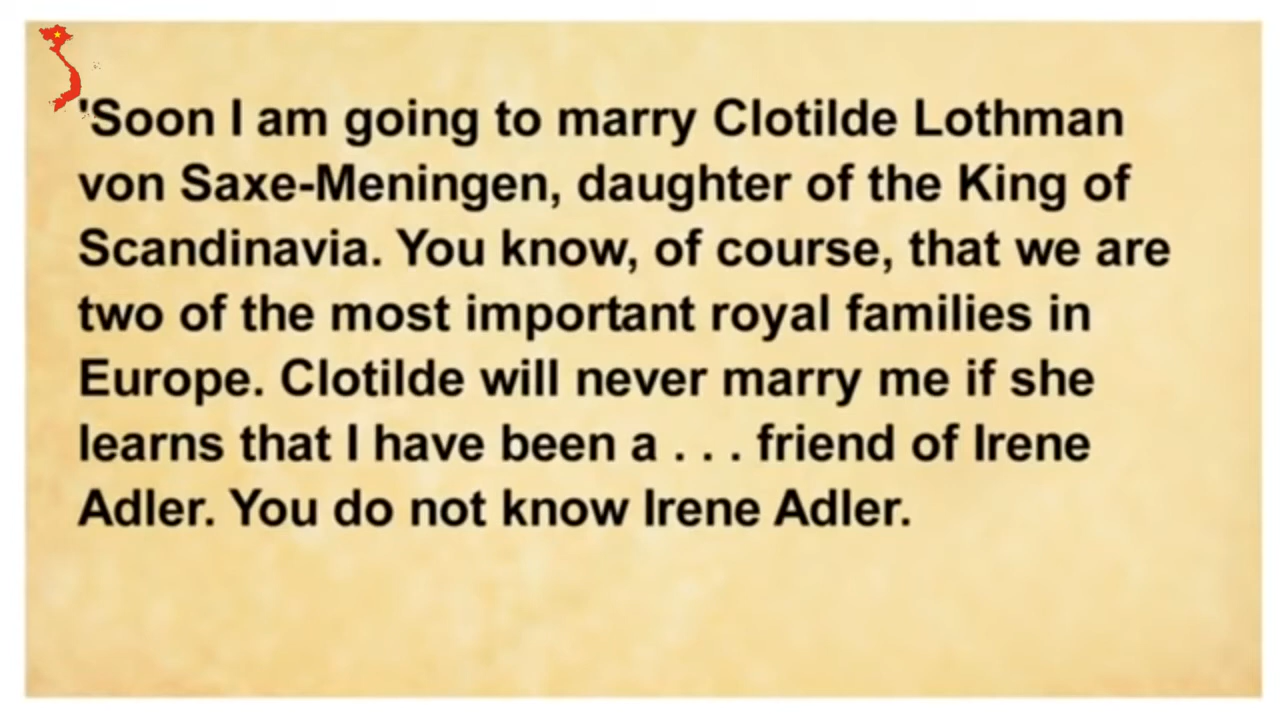 'Soon I am going to marry Clotilde Lothman
von Saxe-Meningen, daughter of the King of
Scandinavia. You know, of course, that we are
two of the most important royal families in
Europe. Clotilde will never marry me if she
learns that I have been a . . . friend of Irene
Adler. You do not know Irene Adler.